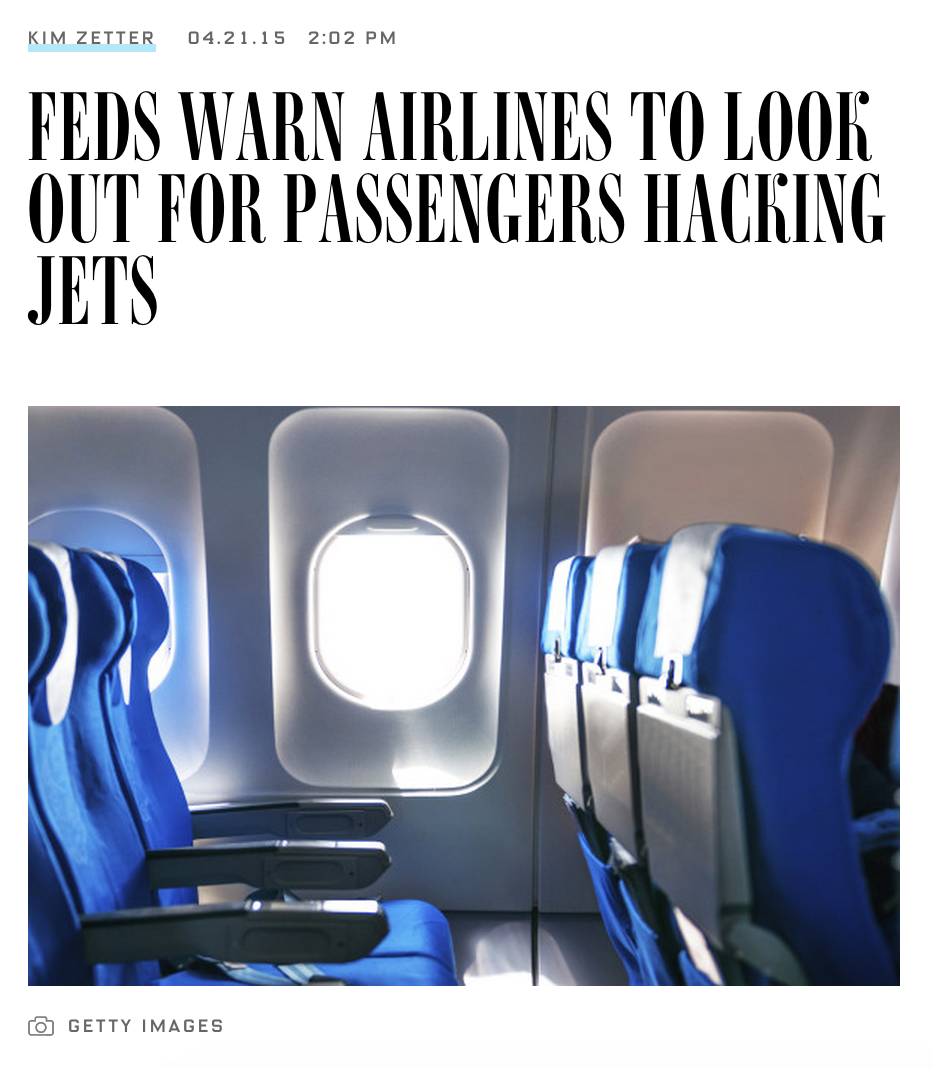 KIM ZETTER 04.21.15 2:02 PM
FEDS WARN AIRLINES TO LOOK
OUT FOR PASSENGERS HACKING
JETS
GETTY IMAGES